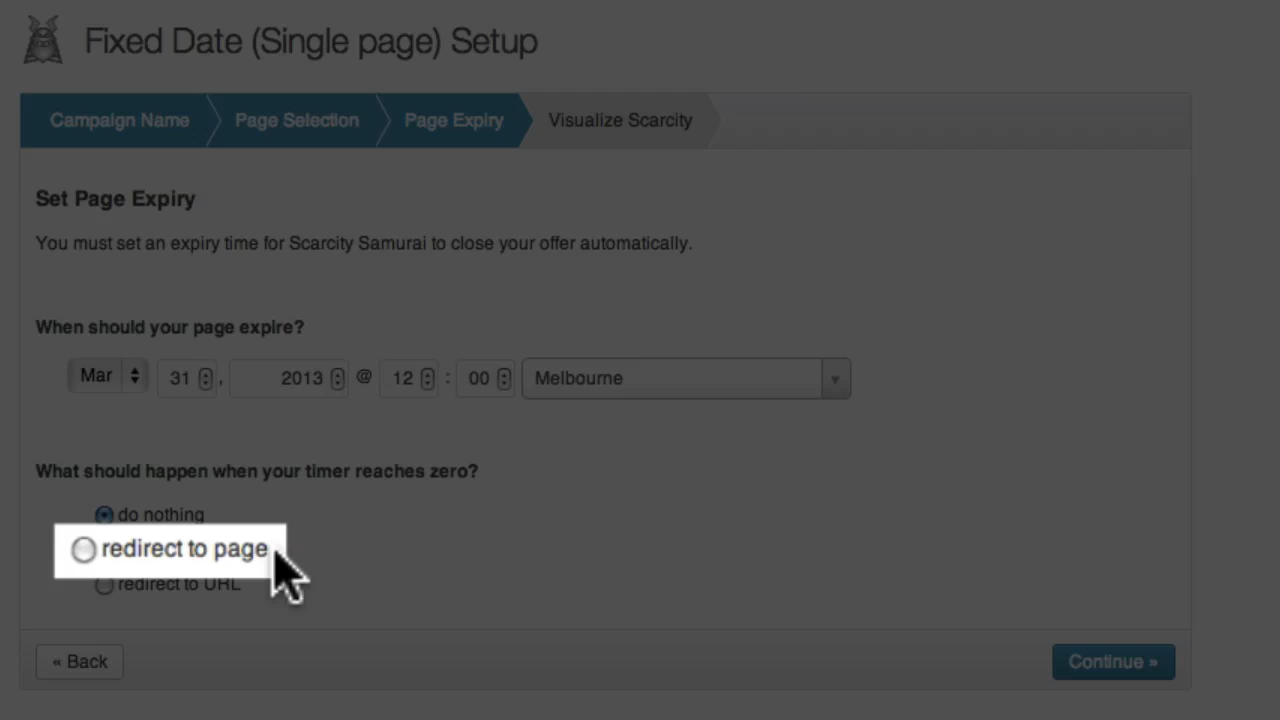 Fixed Date (Single page) Setup
Campaign Name Page Selection Page Expiry Visualize Scarcity
Set Page Expiry
You must set an expiry time for Scarcity Samurai to close your offer automatically.
When should your page expire?
Mar 31 , 2013 @ 12 : 00 Melbourne
What should happen when your timer reaches zero?
do nothing
redirect to page
redirect to URL
« Back Continue »